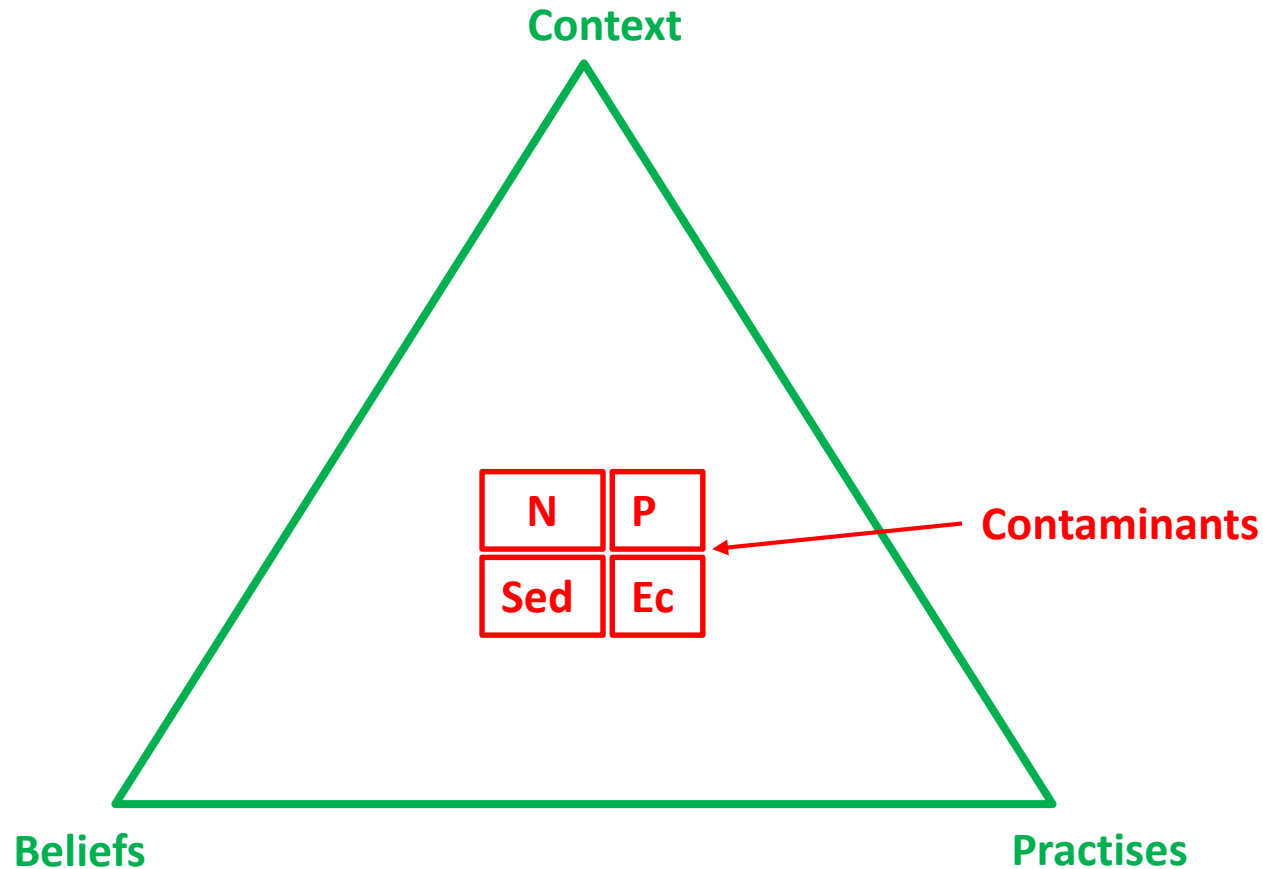 Context
N P
Contaminants
Sed Ec
Beliefs
Practises